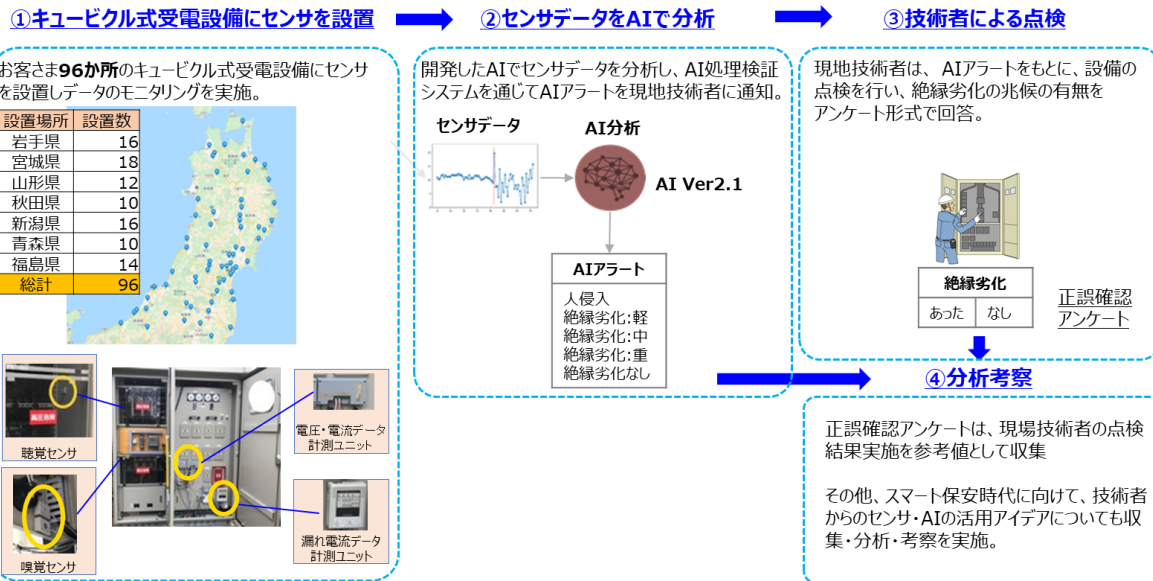 ①キュービクル式受電設備にセンサを設置
②センサデータをAIで分析
③技術者による点検
お客さま96か所のキュービクル式受電設備にセンサ
を設置しデータのモニタリングを実施。
設置場所 設置数
岩手県 16
宮城県 18
山形県 12
秋田県 10
新潟県 16
青森県 10
福島県 14
総計 96
聴覚センサ
嗅覚センサ
電圧・電流データ
計測ユニット
漏れ電流データ
計測ユニット
開発したAIでセンサデータを分析し、AI処理検証
システムを通じてAIアラートを現地技術者に通知。
センサデータ
AI分析
AI Ver2.1
AIアラート
人侵入
絶縁劣化:軽
絶縁劣化:中
絶縁劣化:重
絶縁劣化なし
現地技術者は、AIアラートをもとに、設備の
点検を行い、絶縁劣化の兆候の有無を
アンケート形式で回答。
絶縁劣化
あった なし
正誤確認
アンケート
④分析考察
正誤確認アンケートは、現場技術者の点検
結果実施を参考値として収集
その他、スマート保安時代に向けて、技術者
からのセンサ・AIの活用アイデアについても収
集・分析・考察を実施。